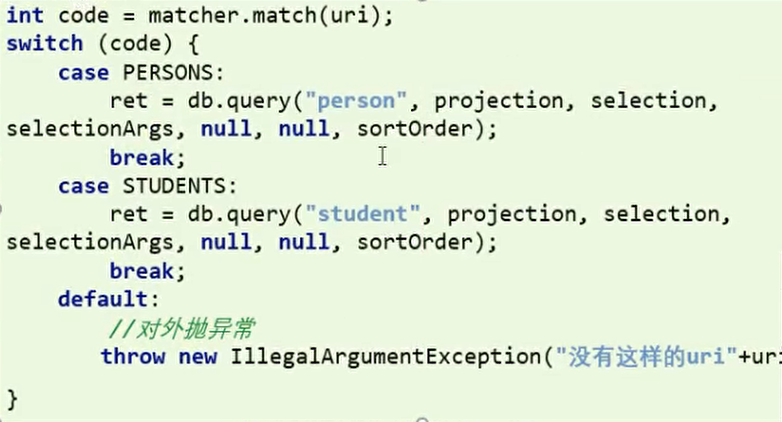 int code = matcher.match(uri);
switch (code) {
case PERSONS:
ret = db.query("person", projection, selection,
selectionArgs, null, null, sortOrder);
break;
case STUDENTS:
ret = db.query("student", projection, selection,
selectionArgs, null, null, sortOrder);
break;
default:
//对外抛异常
throw new IllegalArgumentException("没有这样的uri"+uri
}